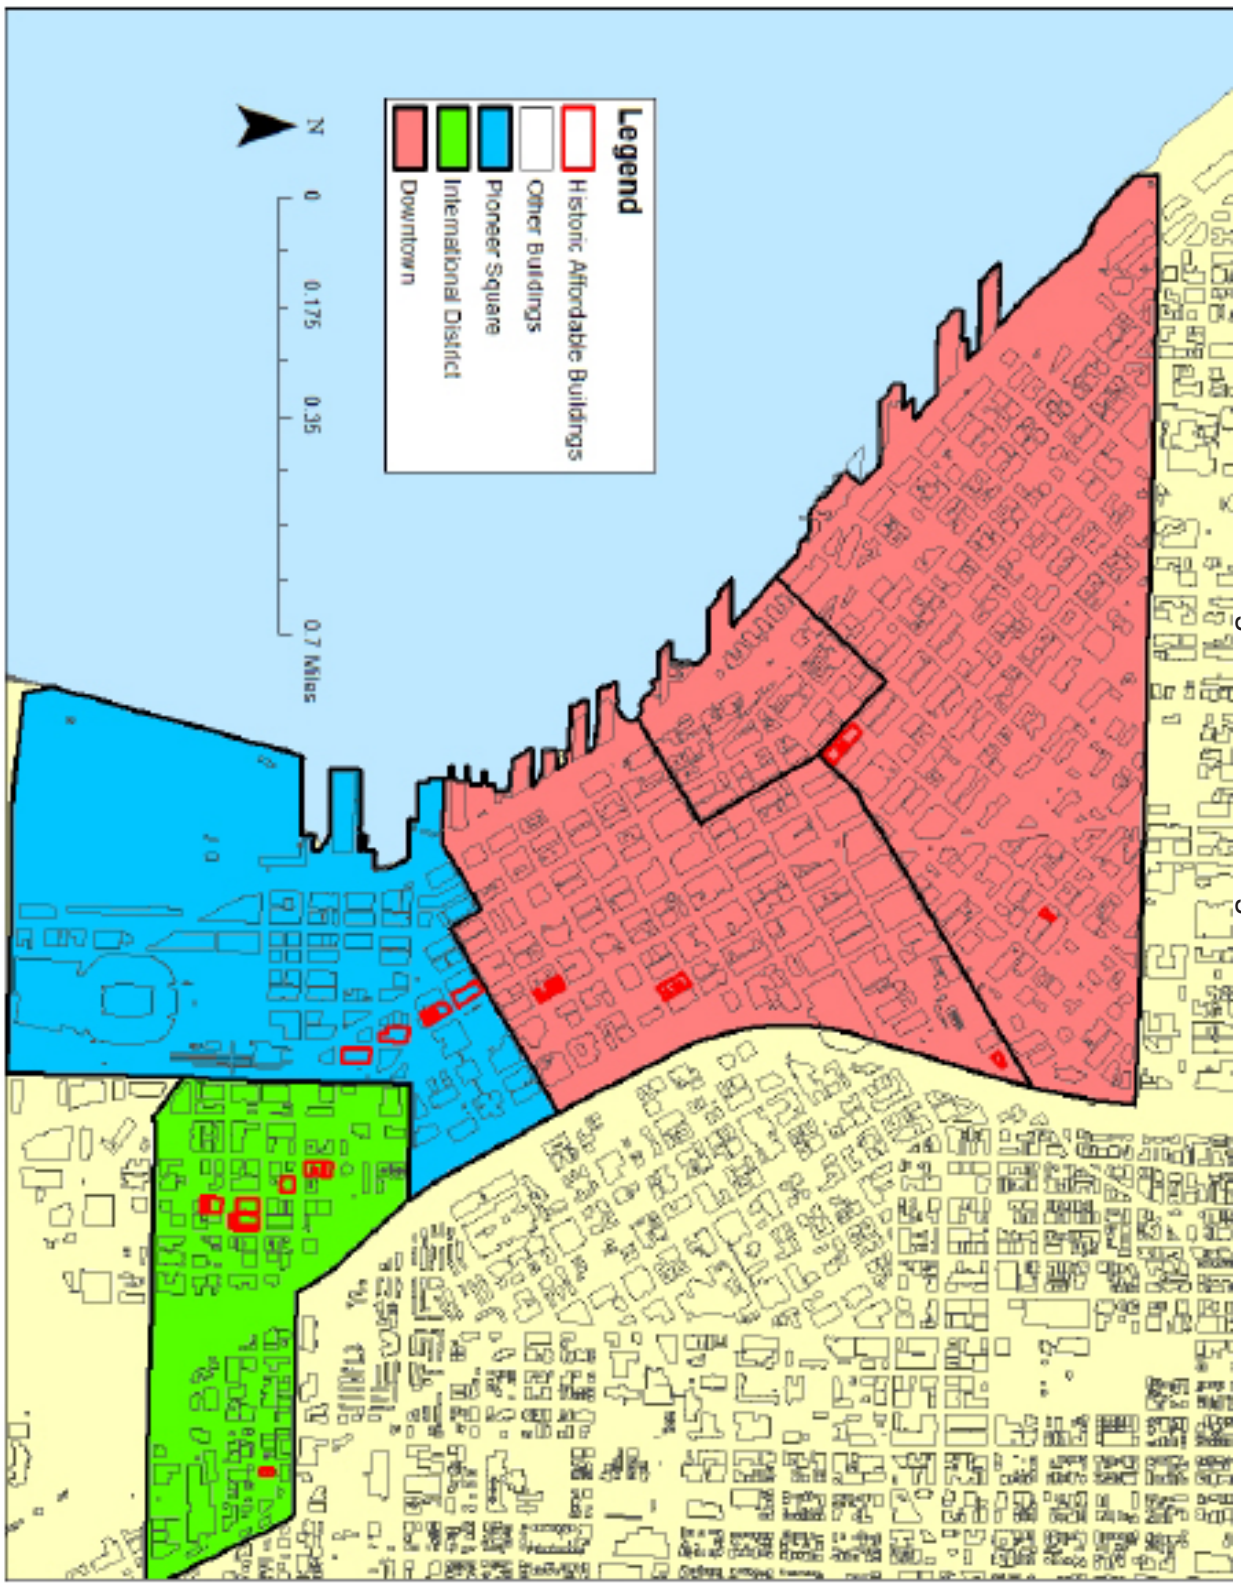 Legend
Historic Affordable Buildings
Other Buildings
Pioneer Square
International District
Downtown
N
0 0.175 0.35 0.7 Miles